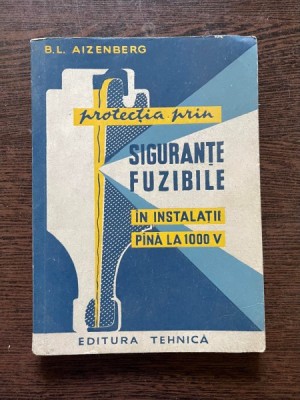 B.L. AIZENBERG
protecția prin
SIGURANȚE
FUZIBILE
ÎN INSTALAȚII
PÎNĂ LA 1000 V
EDITURA TEHNICĂ